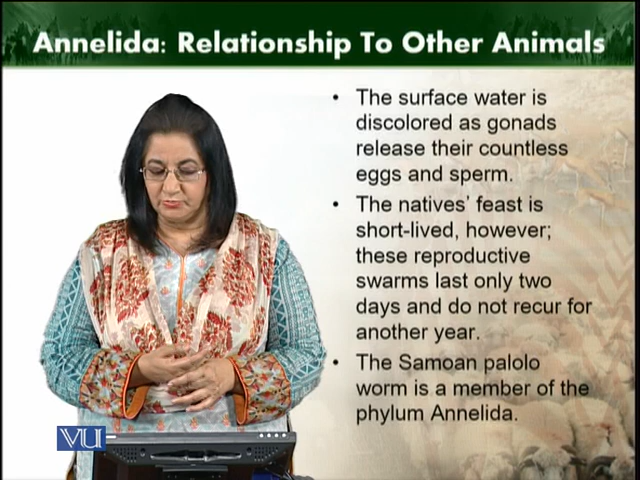 Annelida: Relationship To Other Animals
• The surface water is
discolored as gonads
release their countless
eggs and sperm.
• The natives' feast is
short-lived, however;
these reproductive
swarms last only two
days and do not recur for
another year.
• The Samoan palolo
worm is a member of the
phylum Annelida.
VU